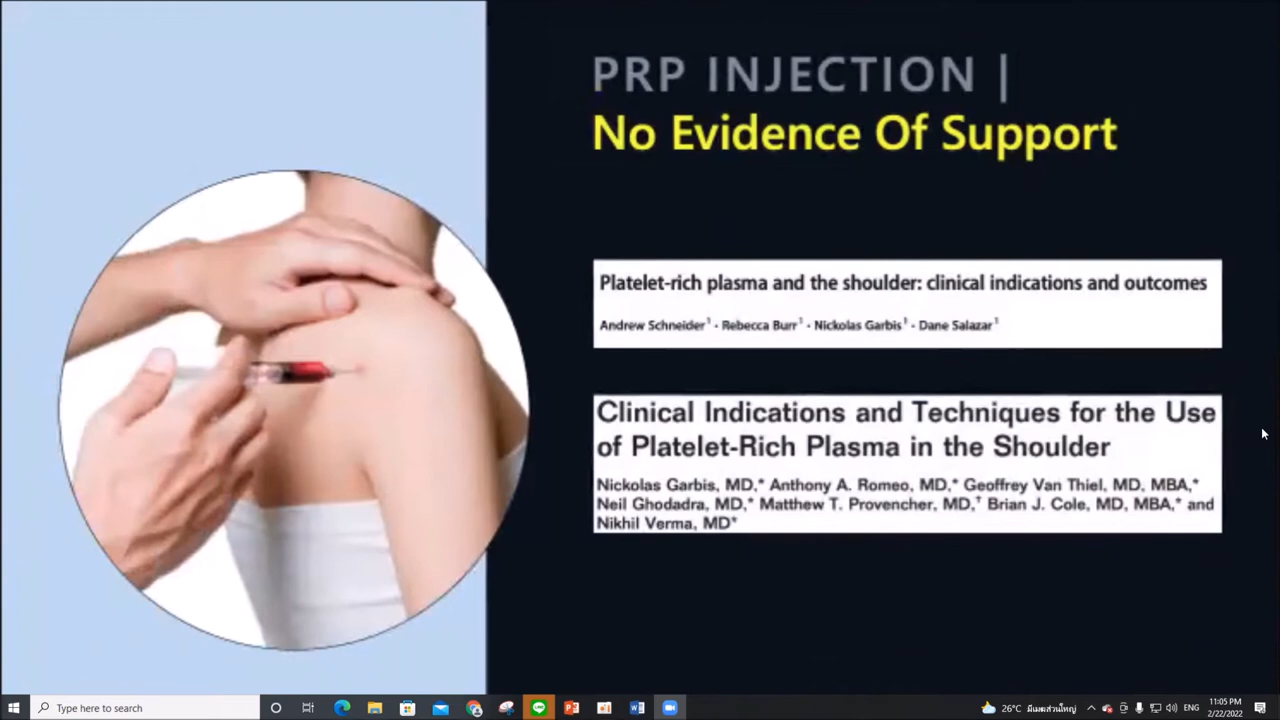 PRP INJECTION |
No Evidence Of Support
Platelet-rich plasma and the shoulder: clinical indications and outcomes
Andrew Schneider¹ · Rebecca Burr¹ · Nickolas Garbis¹ · Dane Salazar¹
Clinical Indications and Techniques for the Use
of Platelet-Rich Plasma in the Shoulder
Nickolas Garbis, MD,* Anthony A. Romeo, MD,* Geoffrey Van Thiel, MD, MBA,*
Neil Ghodadra, MD,* Matthew T. Provencher, MD,† Brian J. Cole, MD, MBA,* and
Nikhil Verma, MD*
Type here to search
26°C มีเมฆส่วนใหญ่
ENG
11:05 PM
2/22/2022